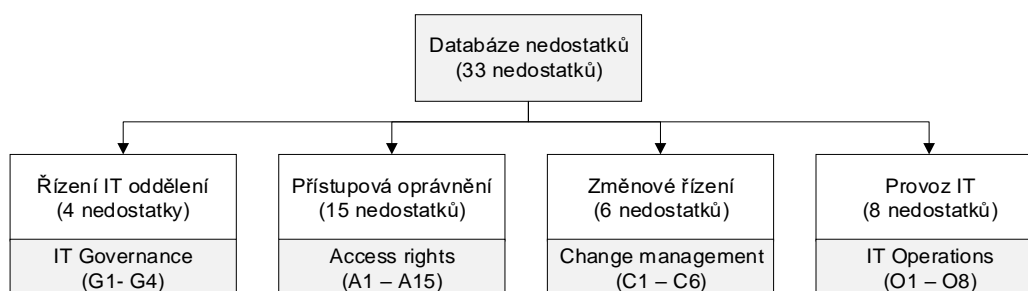 Databáze nedostatků
(33 nedostatků)
Řízení IT oddělení
(4 nedostatky)
IT Governance
(G1- G4)
Přístupová oprávnění
(15 nedostatků)
Access rights
(A1 – A15)
Změnové řízení
(6 nedostatků)
Change management
(C1 – C6)
Provoz IT
(8 nedostatků)
IT Operations
(O1 – O8)